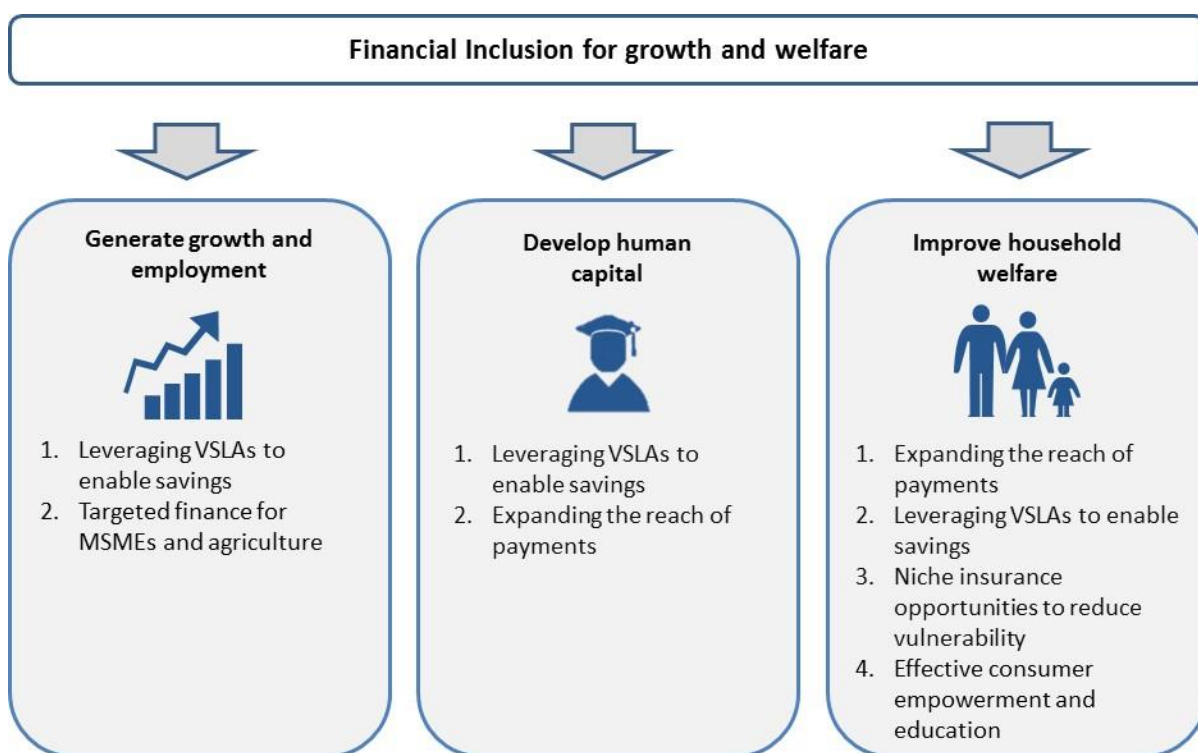 Financial Inclusion for growth and welfare
Generate growth and
employment
1. Leveraging VSLAs to
enable savings
2. Targeted finance for
MSMEs and agriculture
Develop human
capital
1. Leveraging VSLAs to
enable savings
2. Expanding the reach of
payments
Improve household
welfare
1. Expanding the reach of
payments
2. Leveraging VSLAs to enable
savings
3. Niche insurance
opportunities to reduce
vulnerability
4. Effective consumer
empowerment and
education